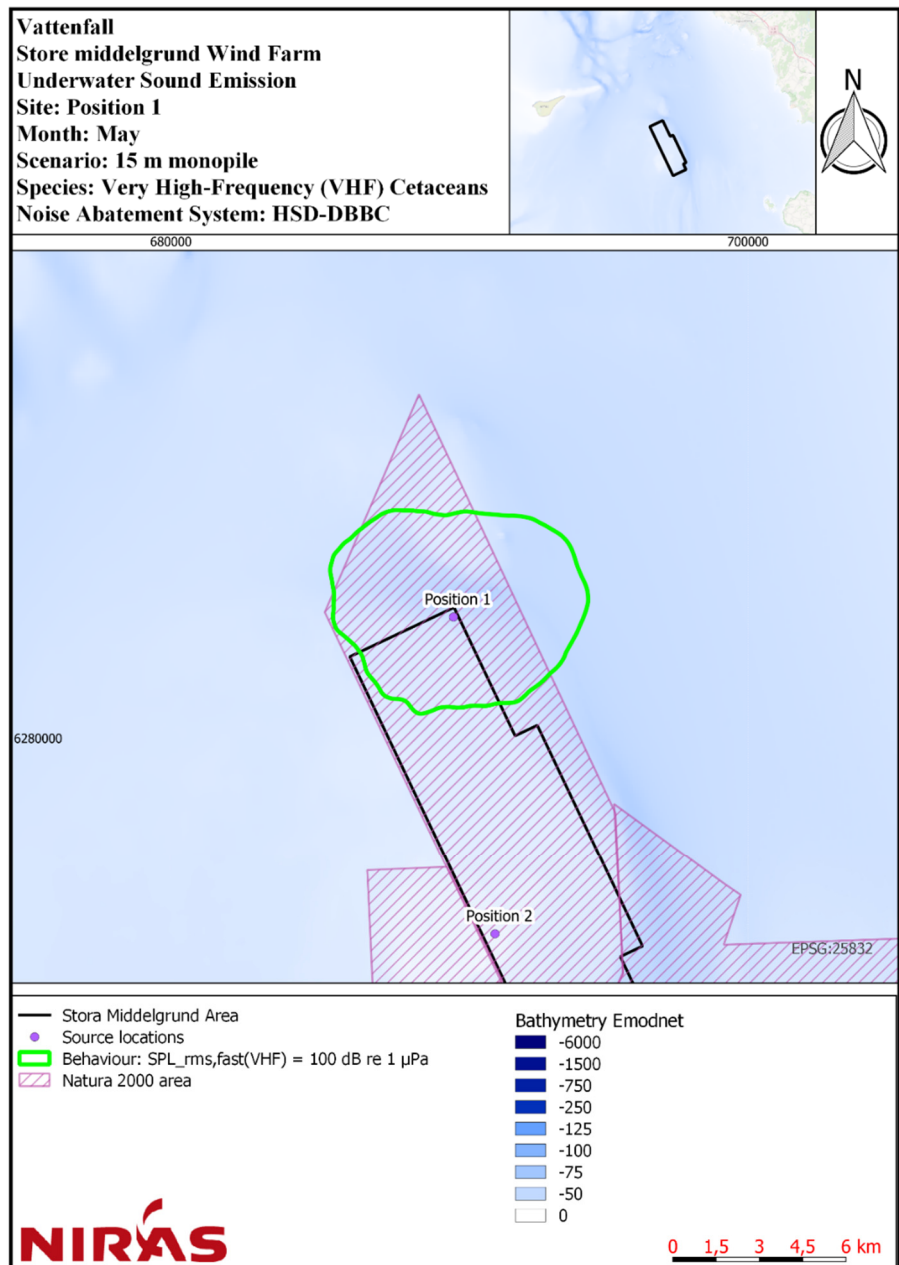 Vattenfall
Store middelgrund Wind Farm
Underwater Sound Emission
Site: Position 1
Month: May
Scenario: 15 m monopile
Species: Very High-Frequency (VHF) Cetaceans
Noise Abatement System: HSD-DBBC
N
680000 700000
Position 1
6280000
Position 2
EPSG:25832
Stora Middelgrund Area
Source locations
Behaviour: SPL_rms,fast(VHF) = 100 dB re 1 µPa
Natura 2000 area
Bathymetry Emodnet
-6000
-1500
-750
-250
-125
-100
-75
-50
0
NIRAS
0 1,5 3 4,5 6 km